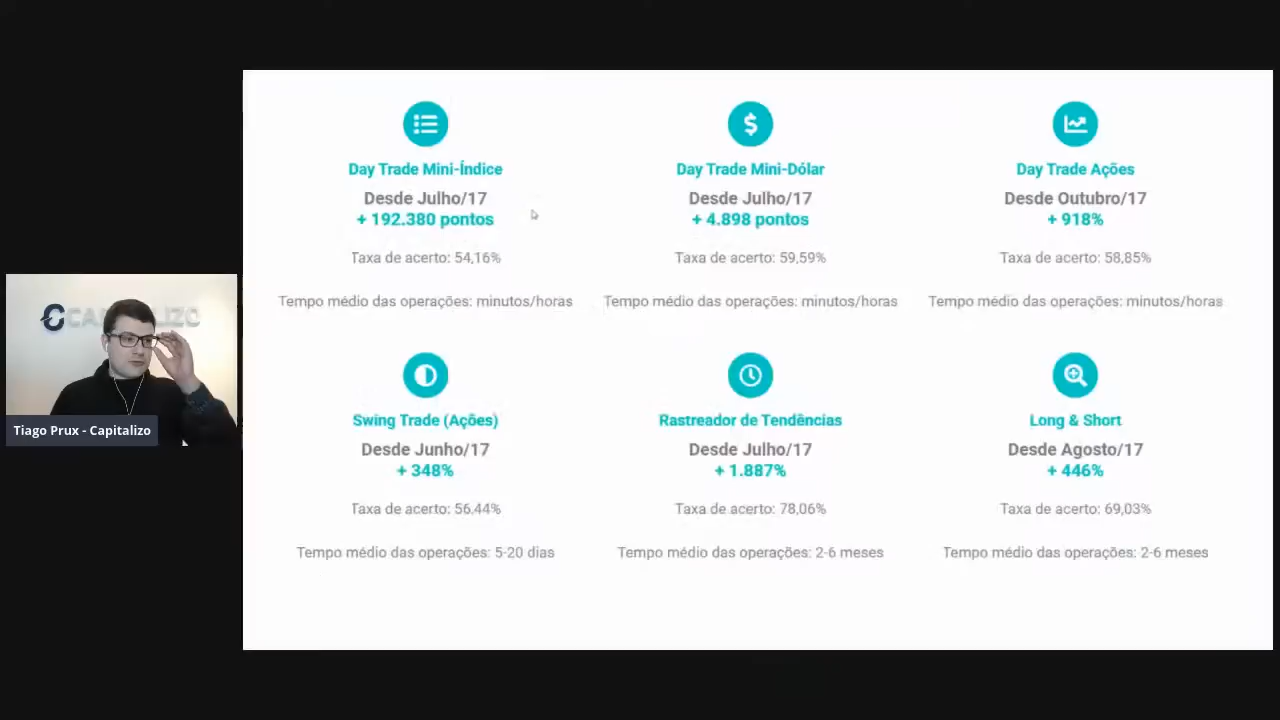 Day Trade Mini-Índice
Desde Julho/17
+ 192.380 pontos
Taxa de acerto: 54,16%
Tempo médio das operações: minutos/horas
Day Trade Mini-Dólar
Desde Julho/17
+ 4.898 pontos
Taxa de acerto: 59,59%
Tempo médio das operações: minutos/horas
Day Trade Ações
Desde Outubro/17
+ 918%
Taxa de acerto: 58,85%
Tempo médio das operações: minutos/horas
Swing Trade (Ações)
Desde Junho/17
+ 348%
Taxa de acerto: 56,44%
Tempo médio das operações: 5-20 dias
Rastreador de Tendências
Desde Julho/17
+ 1.887%
Taxa de acerto: 78,06%
Tempo médio das operações: 2-6 meses
Long & Short
Desde Agosto/17
+ 446%
Taxa de acerto: 69,03%
Tempo médio das operações: 2-6 meses
Tiago Prux - Capitalizo